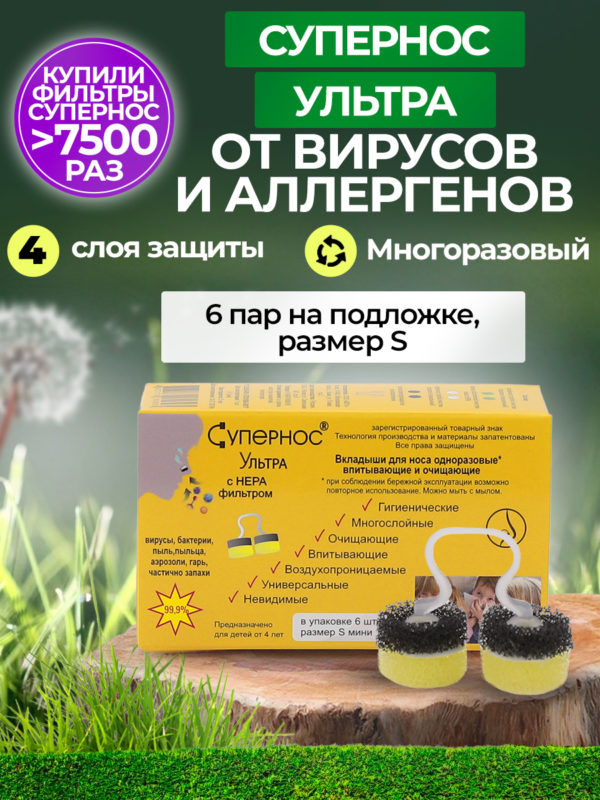 КУПИЛИ
ФИЛЬТРЫ
СУПЕРНОС
>7500
РАЗ
СУПЕРНОС
УЛЬТРА
ОТ ВИРУСОВ
И АЛЛЕРГЕНОВ
4 слоя защиты
Многоразовый
6 пар на подложке,
размер S
Супернос®
Ультра
с НЕРА
фильтром
зарегистрированный товарный знак
Технология производства и материалы запатентованы
Все права защищены
Вкладыши для носа одноразовые*
впитывающие и очищающие
* при соблюдении бережной эксплуатации возможно
повторное использование. Можно мыть с мылом.
✓ Гигиенические
✓ Многослойные
✓ Очищающие
✓ Впитывающие
✓ Воздухопроницаемые
✓ Универсальные
✓ Невидимые
вирусы, бактерии,
пыль,пыльца,
аэрозоли, гарь,
частично запахи
99,9%
Предназначено
для детей от 4 лет
в упаковке 6 шт
размер S мини